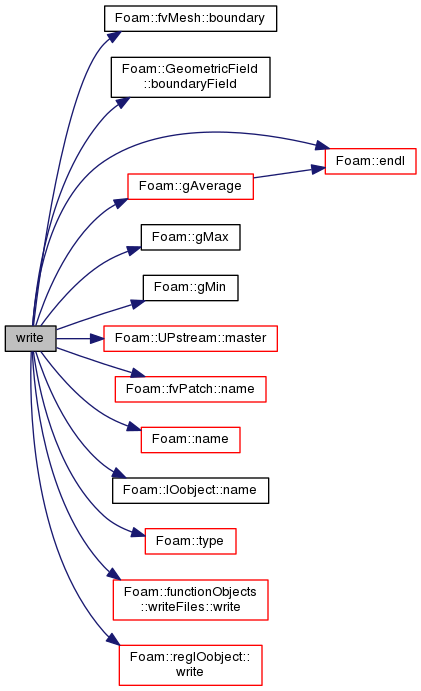 Foam::fvMesh::boundary
Foam::GeometricField
::boundaryField
Foam::endl
Foam::gAverage
Foam::gMax
Foam::gMin
write
Foam::UPstream::master
Foam::fvPatch::name
Foam::name
Foam::IOobject::name
Foam::type
Foam::functionObjects
::writeFiles::write
Foam::regIOobject::
write